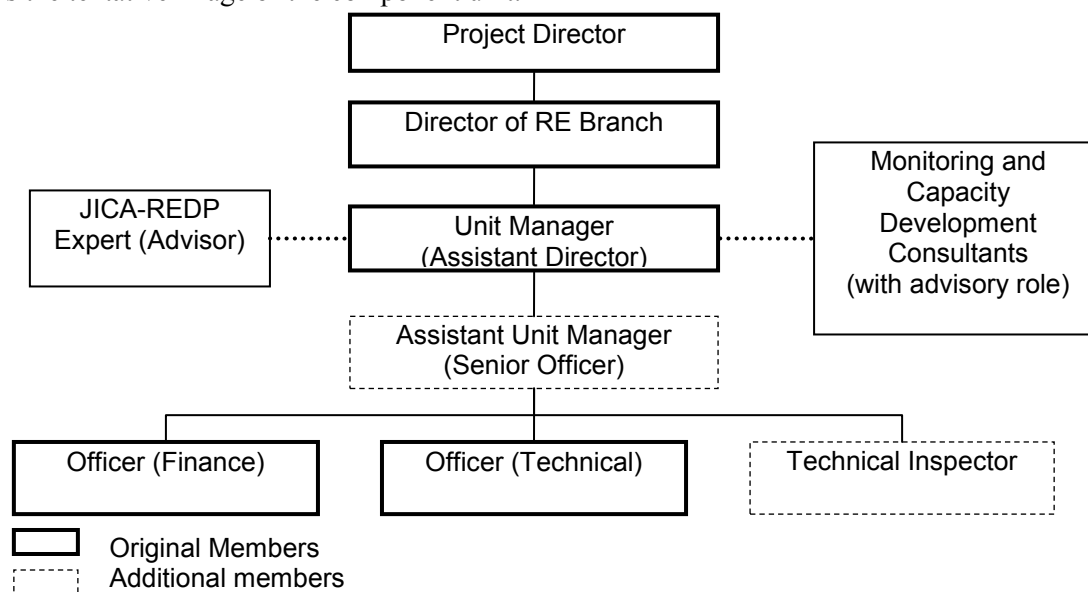 Project Director
Director of RE Branch
Monitoring and
Capacity
Development
Consultants
(with advisory role)
JICA-REDP
Expert (Advisor)
Unit Manager
(Assistant Director)
Assistant Unit Manager
(Senior Officer)
Officer (Finance)
Officer (Technical)
Technical Inspector
Original Members
Additional members